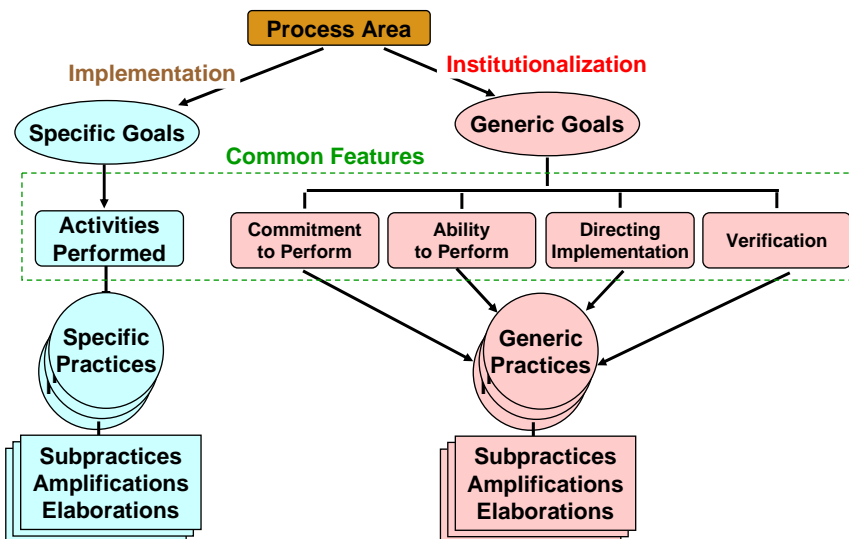 Process Area
Implementation
Institutionalization
Specific Goals
Generic Goals
Common Features
Activities
Performed
Commitment
to Perform
Ability
to Perform
Directing
Implementation
Verification
Specific
Practices
Generic
Practices
Subpractices
Amplifications
Elaborations
Subpractices
Amplifications
Elaborations